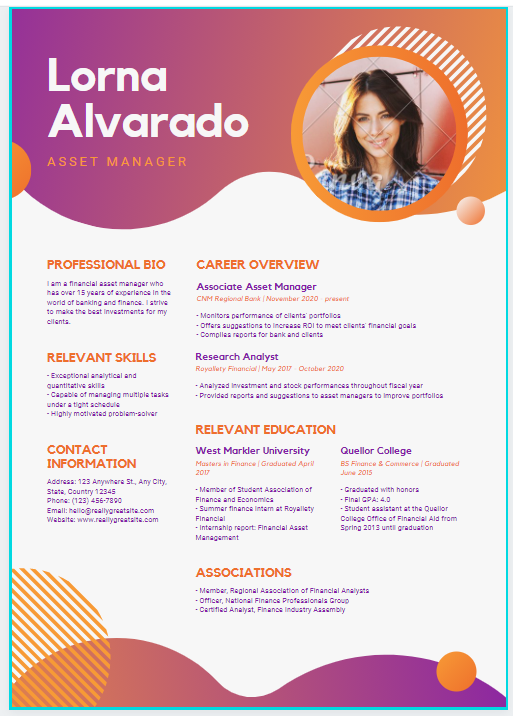 Lorna
Alvarado
ASSET MANAGER
Canva
PROFESSIONAL BIO
I am a financial asset manager who
has over 15 years of experience in the
world of banking and finance. I strive
to make the best investments for my
clients.
RELEVANT SKILLS
- Exceptional analytical and
quantitative skills
- Capable of managing multiple tasks
under a tight schedule
- Highly motivated problem-solver
CONTACT
INFORMATION
Address: 123 Anywhere St., Any City,
State, Country 12345
Phone: (123) 456-7890
Email: hello@reallygreatsite.com
Website: www.reallygreatsite.com
CAREER OVERVIEW
Associate Asset Manager
CNM Regional Bank | November 2020 - present
- Monitors performance of clients' portfolios
- Offers suggestions to increase ROI to meet clients' financial goals
- Compiles reports for bank and clients
Research Analyst
Royallety Financial | May 2017 - October 2020
- Analyzed investment and stock performances throughout fiscal year
- Provided reports and suggestions to asset managers to improve portfolios
RELEVANT EDUCATION
West Markler University
Masters in Finance | Graduated April
2017
- Member of Student Association of
Finance and Economics
- Summer finance intern at Royallety
Financial
- Internship report: Financial Asset
Management
Quellor College
BS Finance & Commerce | Graduated
June 2015
- Graduated with honors
- Final GPA: 4.0
- Student assistant at the Quellor
College Office of Financial Aid from
Spring 2013 until graduation
ASSOCIATIONS
- Member, Regional Association of Financial Analysts
- Officer, National Finance Professionals Group
- Certified Analyst, Finance Industry Assembly